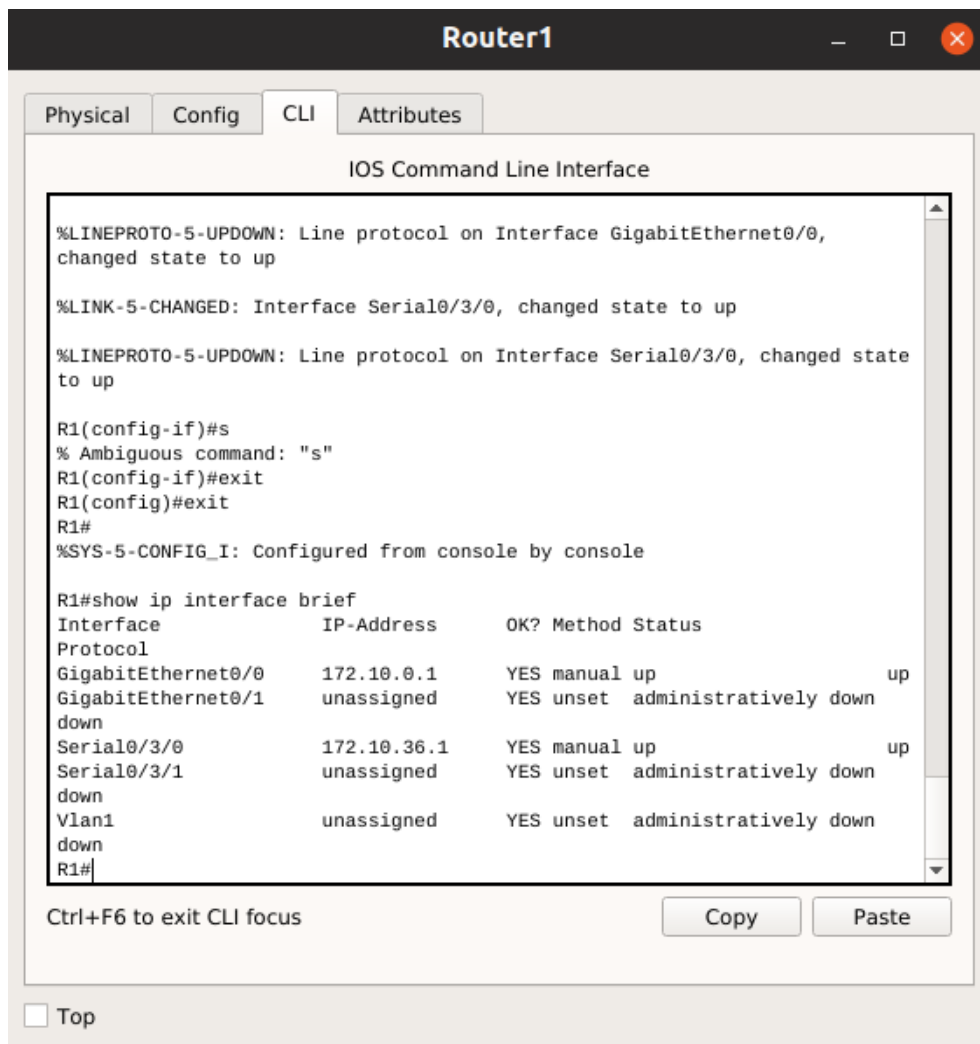 Router1
Physical Config CLI Attributes
IOS Command Line Interface
%LINEPROTO-5-UPDOWN: Line protocol on Interface GigabitEthernet0/0,
changed state to up
%LINK-5-CHANGED: Interface Serial0/3/0, changed state to up
%LINEPROTO-5-UPDOWN: Line protocol on Interface Serial0/3/0, changed state
to up
R1(config-if)#s
% Ambiguous command: "s"
R1(config-if)#exit
R1(config)#exit
R1#
%SYS-5-CONFIG_I: Configured from console by console
R1#show ip interface brief
Interface IP-Address OK? Method Status
Protocol
GigabitEthernet0/0 172.10.0.1 YES manual up up
GigabitEthernet0/1 unassigned YES unset administratively down
down
Serial0/3/0 172.10.36.1 YES manual up up
Serial0/3/1 unassigned YES unset administratively down
down
Vlan1 unassigned YES unset administratively down
down
R1#
Ctrl+F6 to exit CLI focus Copy Paste
Top